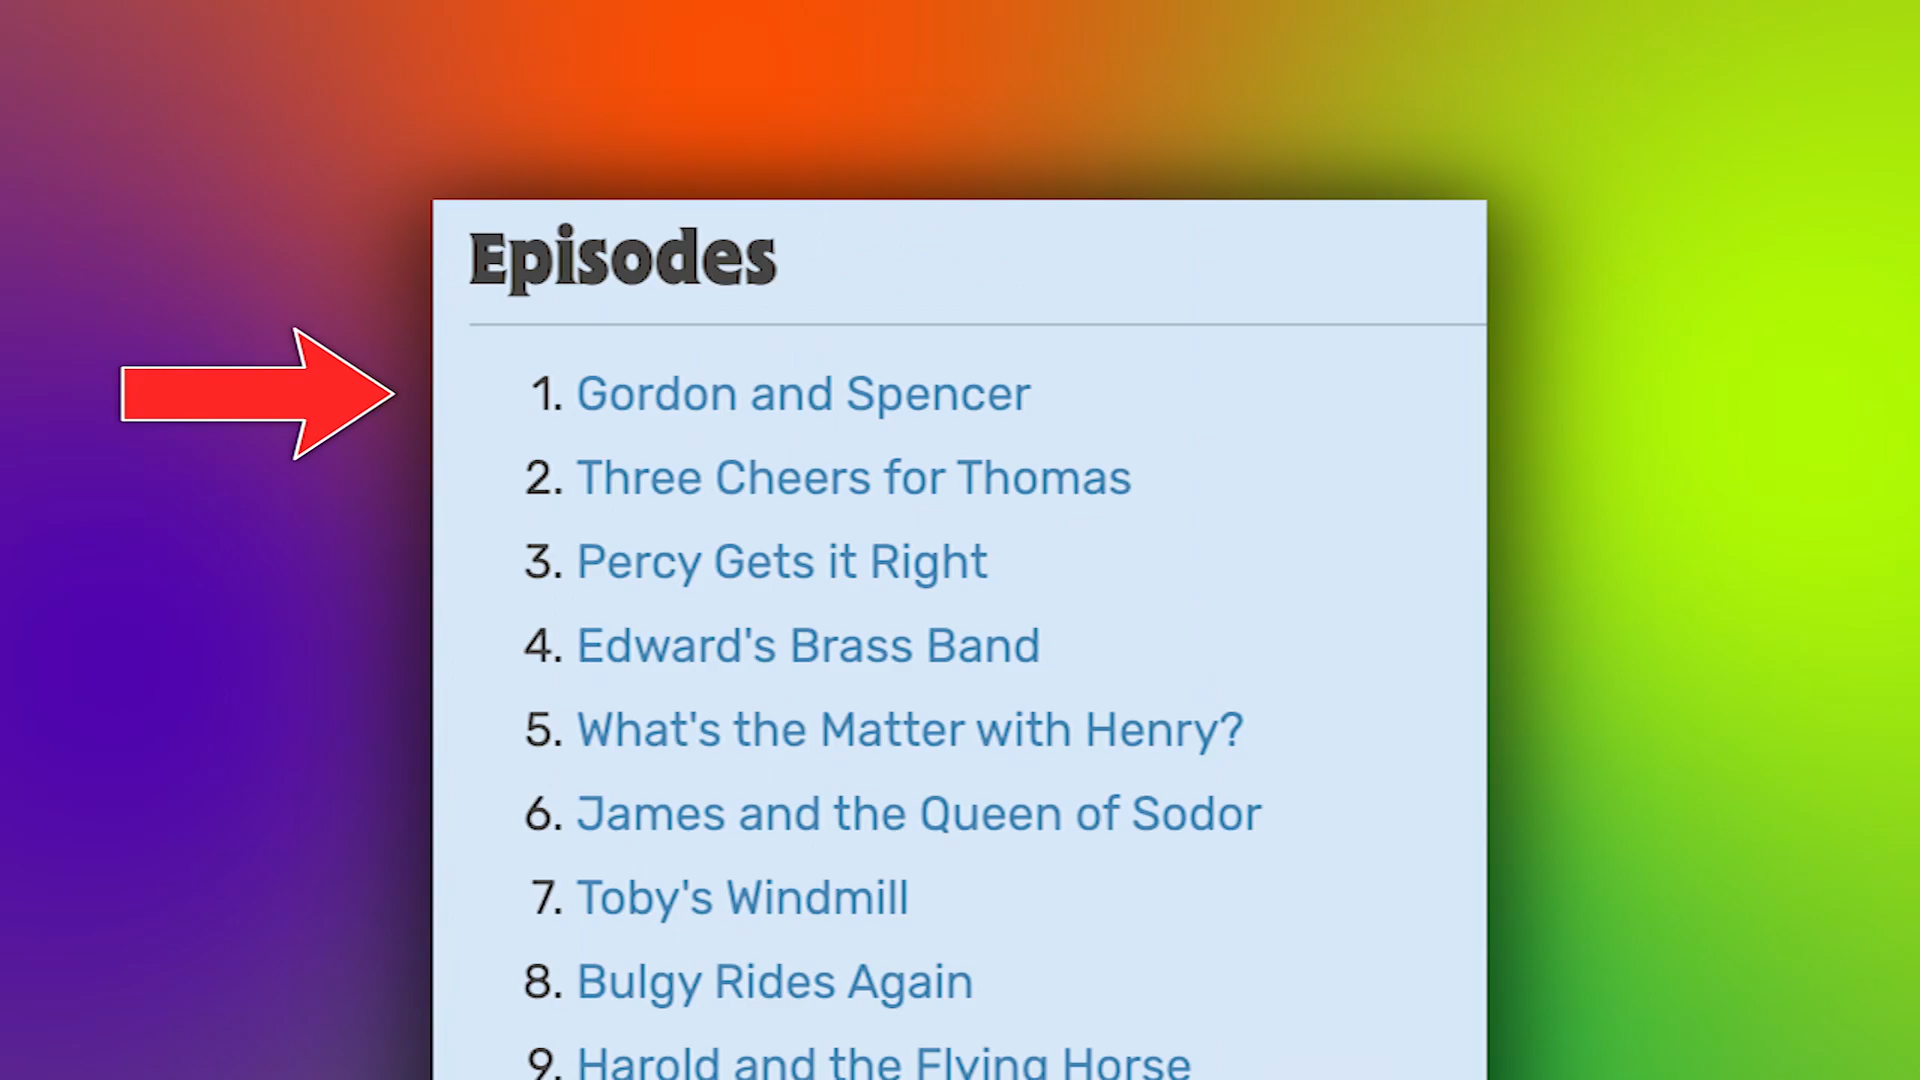 Episodes
1. Gordon and Spencer
2. Three Cheers for Thomas
3. Percy Gets it Right
4. Edward's Brass Band
5. What's the Matter with Henry?
6. James and the Queen of Sodor
7. Toby's Windmill
8. Bulgy Rides Again
9. Harold and the Flying Horse